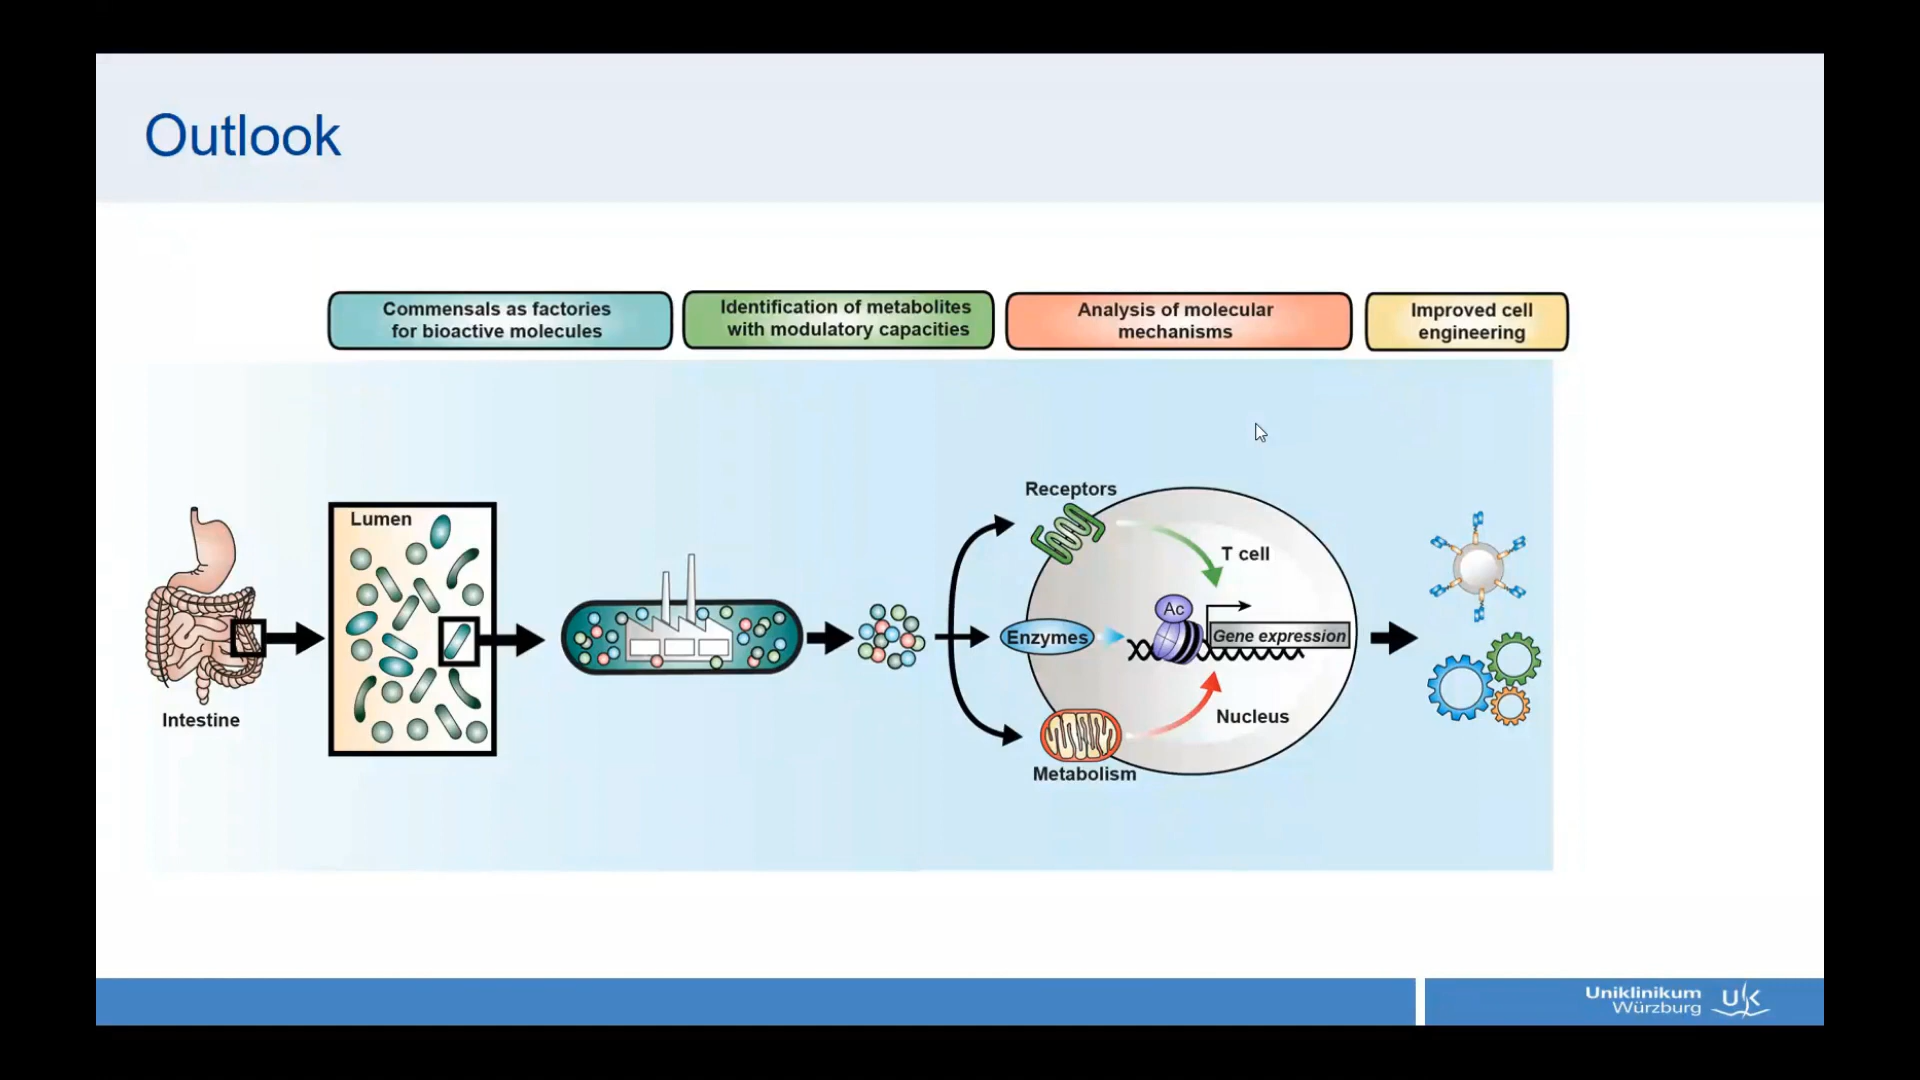 Outlook
Commensals as factories
for bioactive molecules
Identification of metabolites
with modulatory capacities
Analysis of molecular
mechanisms
Improved cell
engineering
Intestine
Lumen
Receptors
T cell
Ac
Enzymes
Gene expression
Nucleus
Metabolism
Uniklinikum
Würzburg
UK